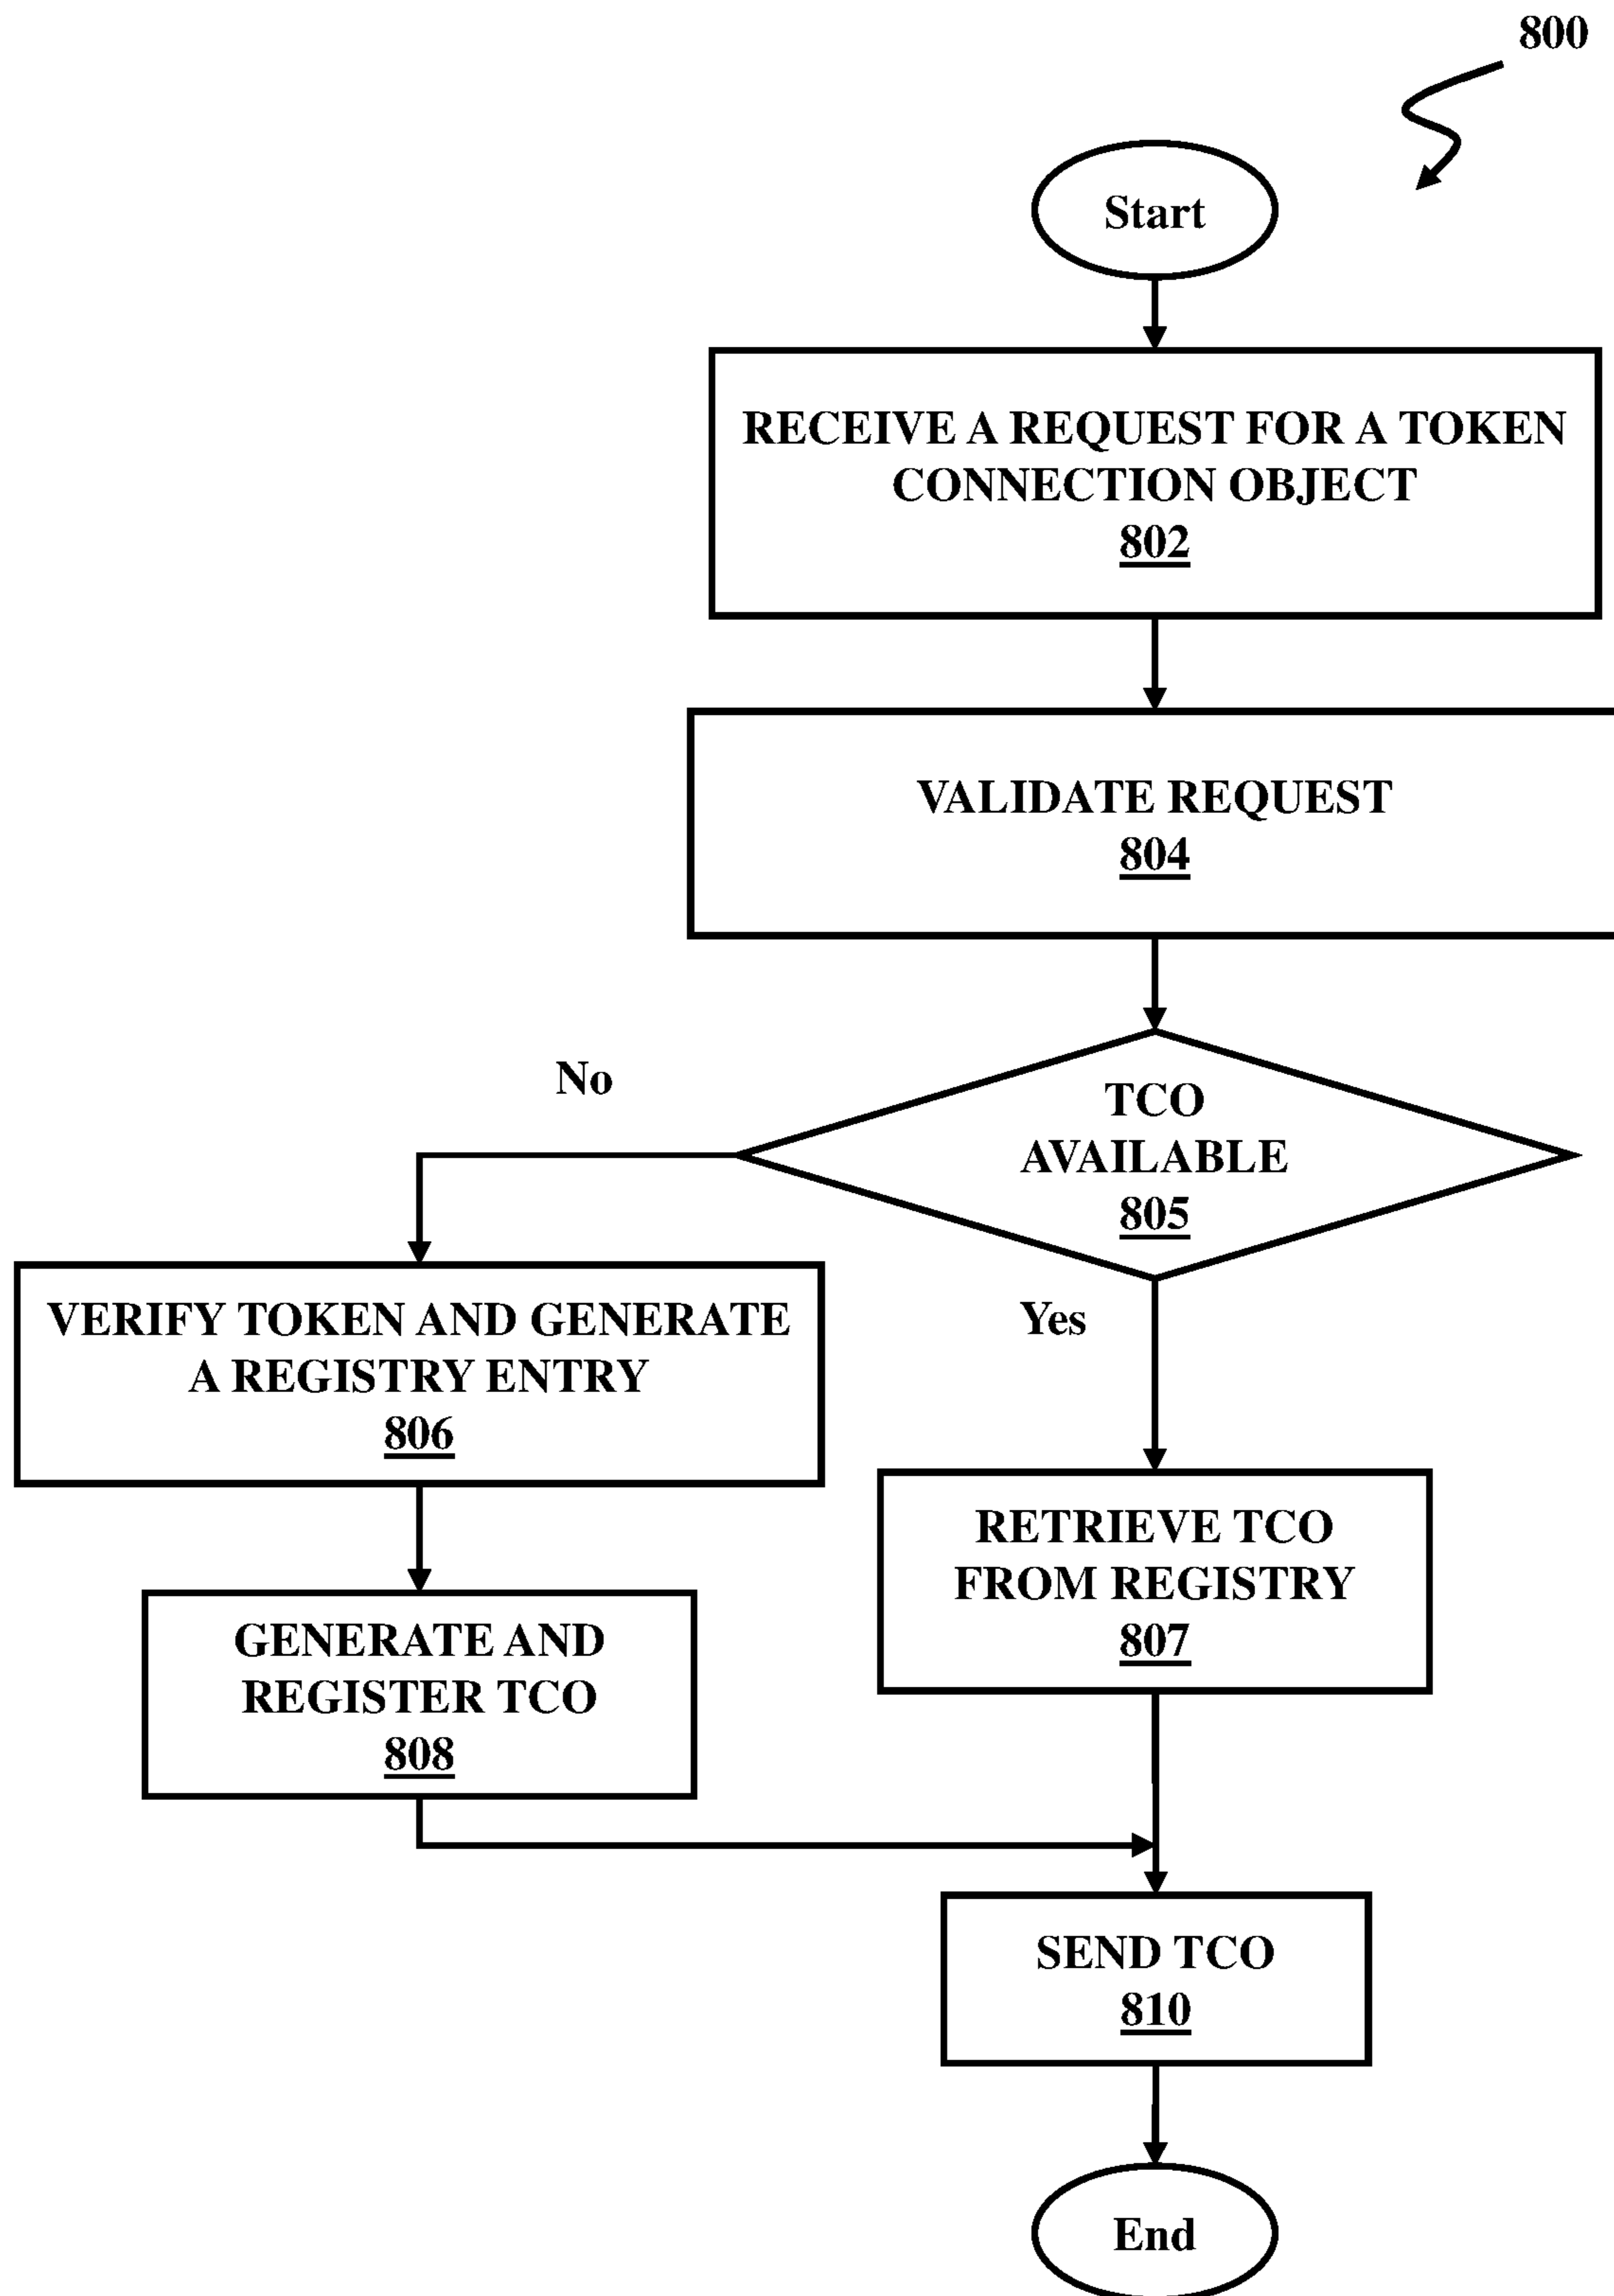 800
Start
RECEIVE A REQUEST FOR A TOKEN
CONNECTION OBJECT
802
VALIDATE REQUEST
804
TCO
AVAILABLE
805
No
Yes
VERIFY TOKEN AND GENERATE
A REGISTRY ENTRY
806
RETRIEVE TCO
FROM REGISTRY
807
GENERATE AND
REGISTER TCO
808
SEND TCO
810
End